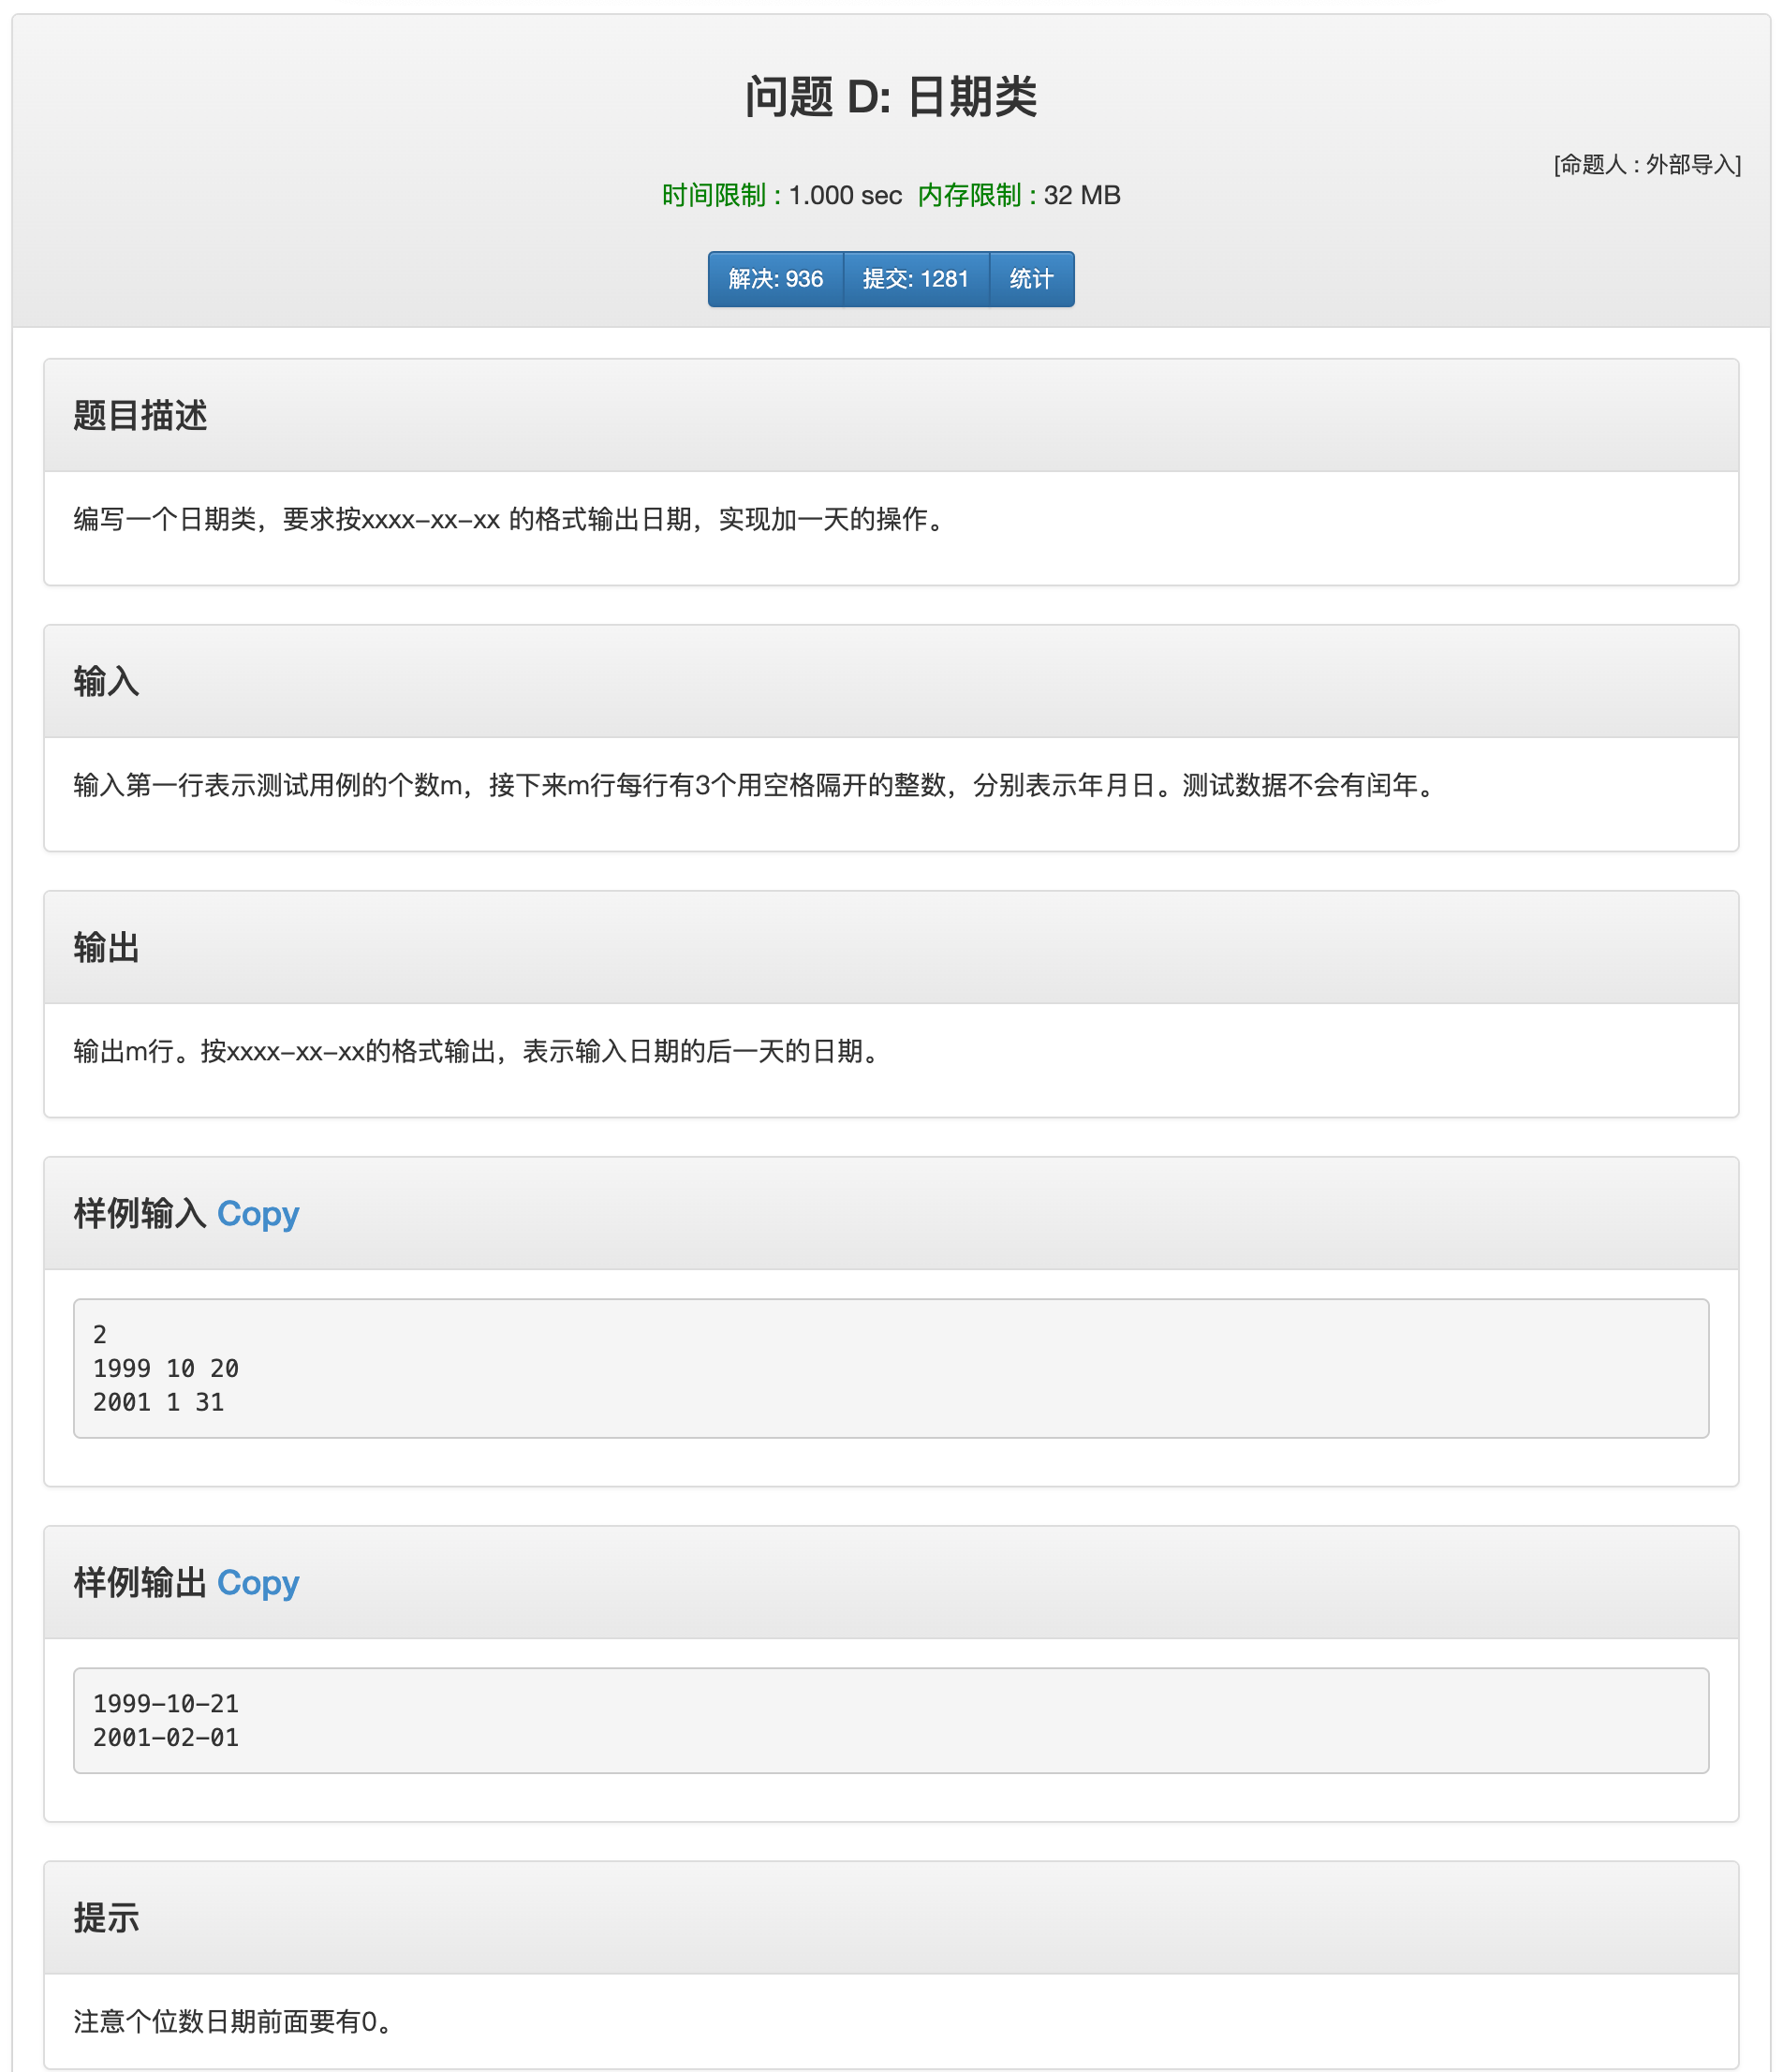 问题 D: 日期类
[命题人 : 外部导入]
时间限制 : 1.000 sec 内存限制 : 32 MB
解决: 936 提交: 1281 统计
题目描述
编写一个日期类，要求按xxxx-xx-xx 的格式输出日期，实现加一天的操作。
输入
输入第一行表示测试用例的个数m，接下来m行每行有3个用空格隔开的整数，分别表示年月日。测试数据不会有闰年。
输出
输出m行。按xxxx-xx-xx的格式输出，表示输入日期的后一天的日期。
样例输入 Copy
2
1999 10 20
2001 1 31
样例输出 Copy
1999-10-21
2001-02-01
提示
注意个位数日期前面要有0。